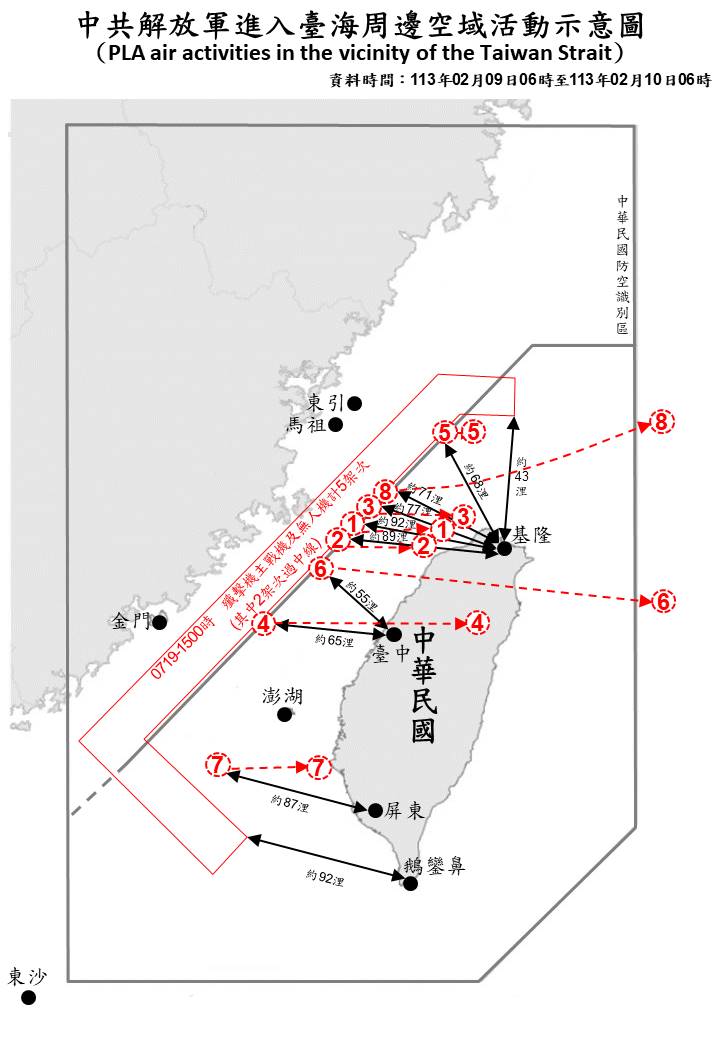 中共解放軍進入臺海周邊空域活動示意圖
（PLA air activities in the vicinity of the Taiwan Strait）
資料時間：113年02月09日06時至113年02月10日06時
中華民國防空識別區
東引
馬祖
5
5
8
8
約68浬
約43浬
約71浬
3
3
約77浬
1
1
約92浬
2
2
約89浬
基隆
0719-1500時 殲擊機主戰機及無人機計5架次
(其中2架次過中線)
6
6
約55浬
金門
4
4
約65浬
臺中
中華民國
澎湖
7
7
約87浬
屏東
鵝鑾鼻
約92浬
東沙